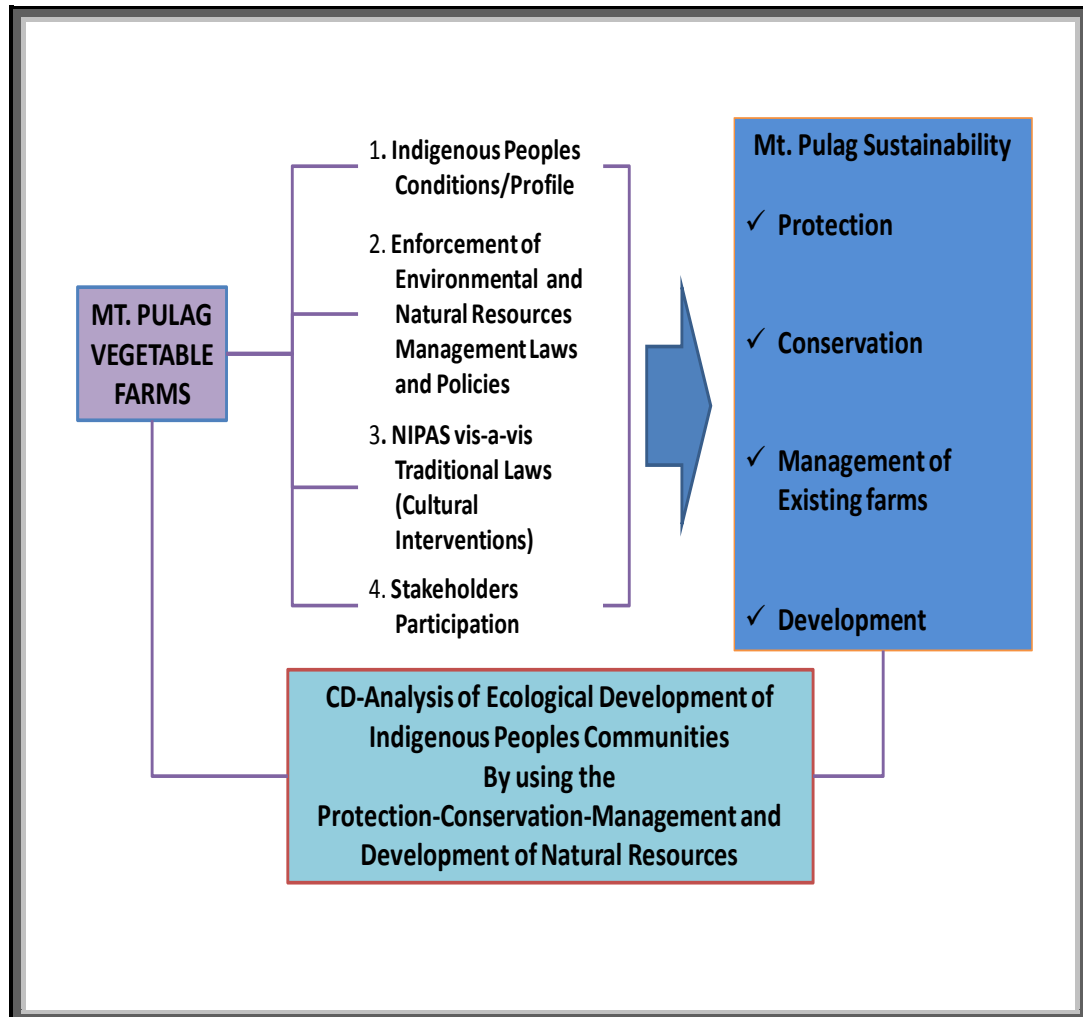 MT. PULAG
VEGETABLE
FARMS
1. Indigenous Peoples
Conditions/Profile
2. Enforcement of
Environmental and
Natural Resources
Management Laws
and Policies
3. NIPAS vis-a-vis
Traditional Laws
(Cultural
Interventions)
4. Stakeholders
Participation
Mt. Pulag Sustainability
✓ Protection
✓ Conservation
✓ Management of
Existing farms
✓ Development
CD-Analysis of Ecological Development of
Indigenous Peoples Communities
By using the
Protection-Conservation-Management and
Development of Natural Resources